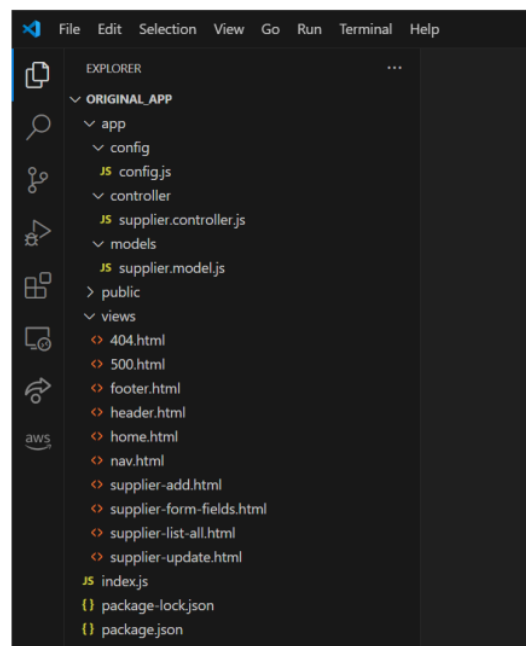 File Edit Selection View Go Run Terminal Help
EXPLORER ...
ORIGINAL_APP
app
config
JS config.js
controller
JS supplier.controller.js
models
JS supplier.model.js
public
views
<> 404.html
<> 500.html
<> footer.html
<> header.html
<> home.html
<> nav.html
<> supplier-add.html
<> supplier-form-fields.html
<> supplier-list-all.html
<> supplier-update.html
JS index.js
{} package-lock.json
{} package.json
aws